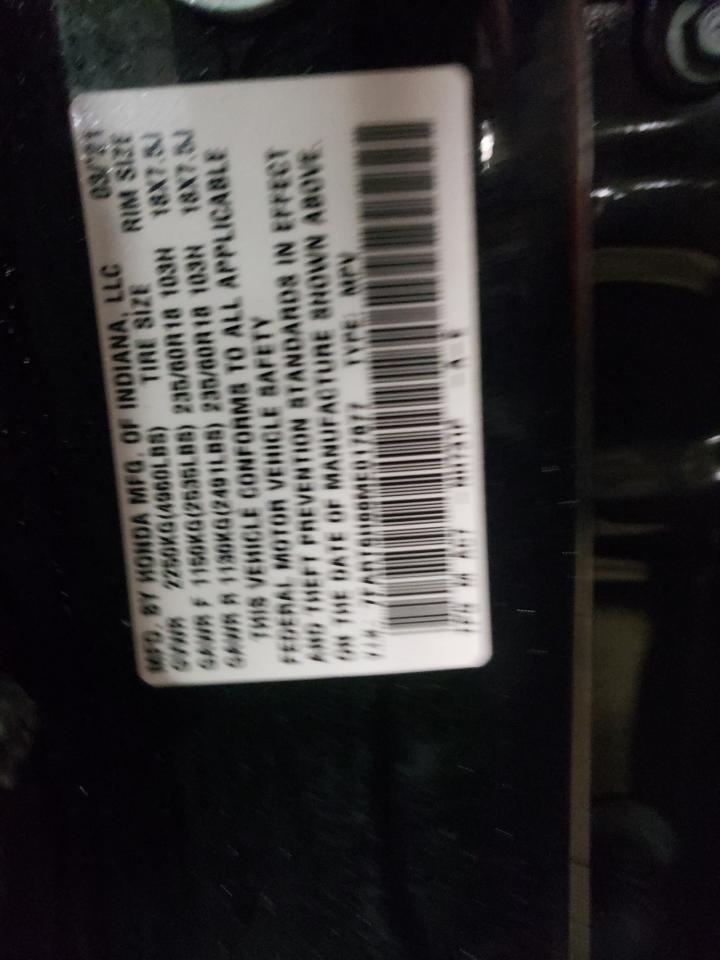 MFD. BY HONDA MFG. OF INDIANA, LLC 03/'21
GVWR 2250KG(4960LBS) TIRE SIZE RIM SIZE
GAWR F 1150KG(2535LBS) 235/60R18 103H 18X7.5J
GAWR R 1130KG(2491LBS) 235/60R18 103H 18X7.5J
THIS VEHICLE CONFORMS TO ALL APPLICABLE
FEDERAL MOTOR VEHICLE SAFETY
AND THEFT PREVENTION STANDARDS IN EFFECT
ON THE DATE OF MANUFACTURE SHOWN ABOVE.
V.I.N.: TYPE: MPV